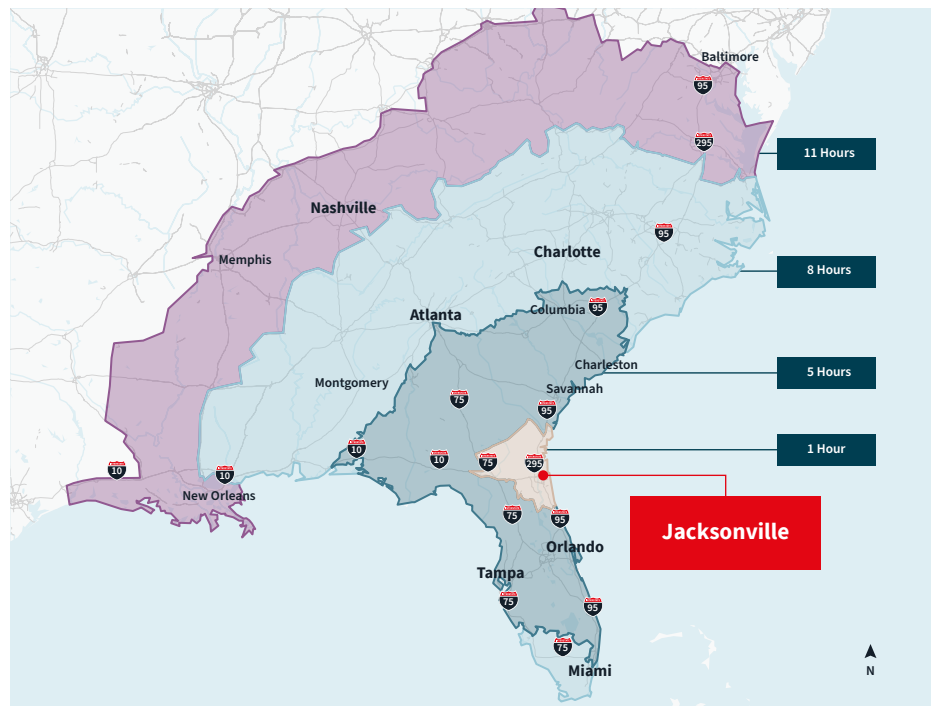 Baltimore
95
295
11 Hours
Nashville
95
Charlotte
Memphis
8 Hours
Columbia
95
Atlanta
Charleston
5 Hours
Montgomery
Savannah
75
95
10
10
75
295
1 Hour
10
10
New Orleans
75
95
Jacksonville
Orlando
Tampa
75
95
75
Miami
N